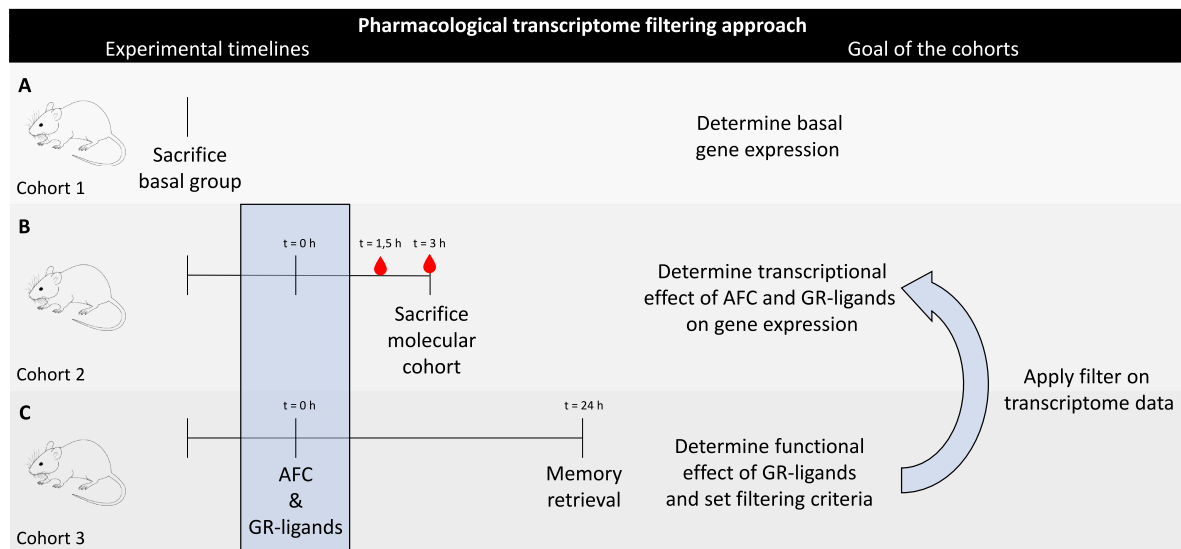 Pharmacological transcriptome filtering approach
Experimental timelines
Goal of the cohorts
A
Cohort 1
Sacrifice
basal group
Determine basal
gene expression
B
Cohort 2
t = 0 h
t = 1,5 h
t = 3 h
Sacrifice
molecular
cohort
Determine transcriptional
effect of AFC and GR-ligands
on gene expression
C
Cohort 3
t = 0 h
AFC
&
GR-ligands
t = 24 h
Memory
retrieval
Determine functional
effect of GR-ligands
and set filtering criteria
Apply filter on
transcriptome data